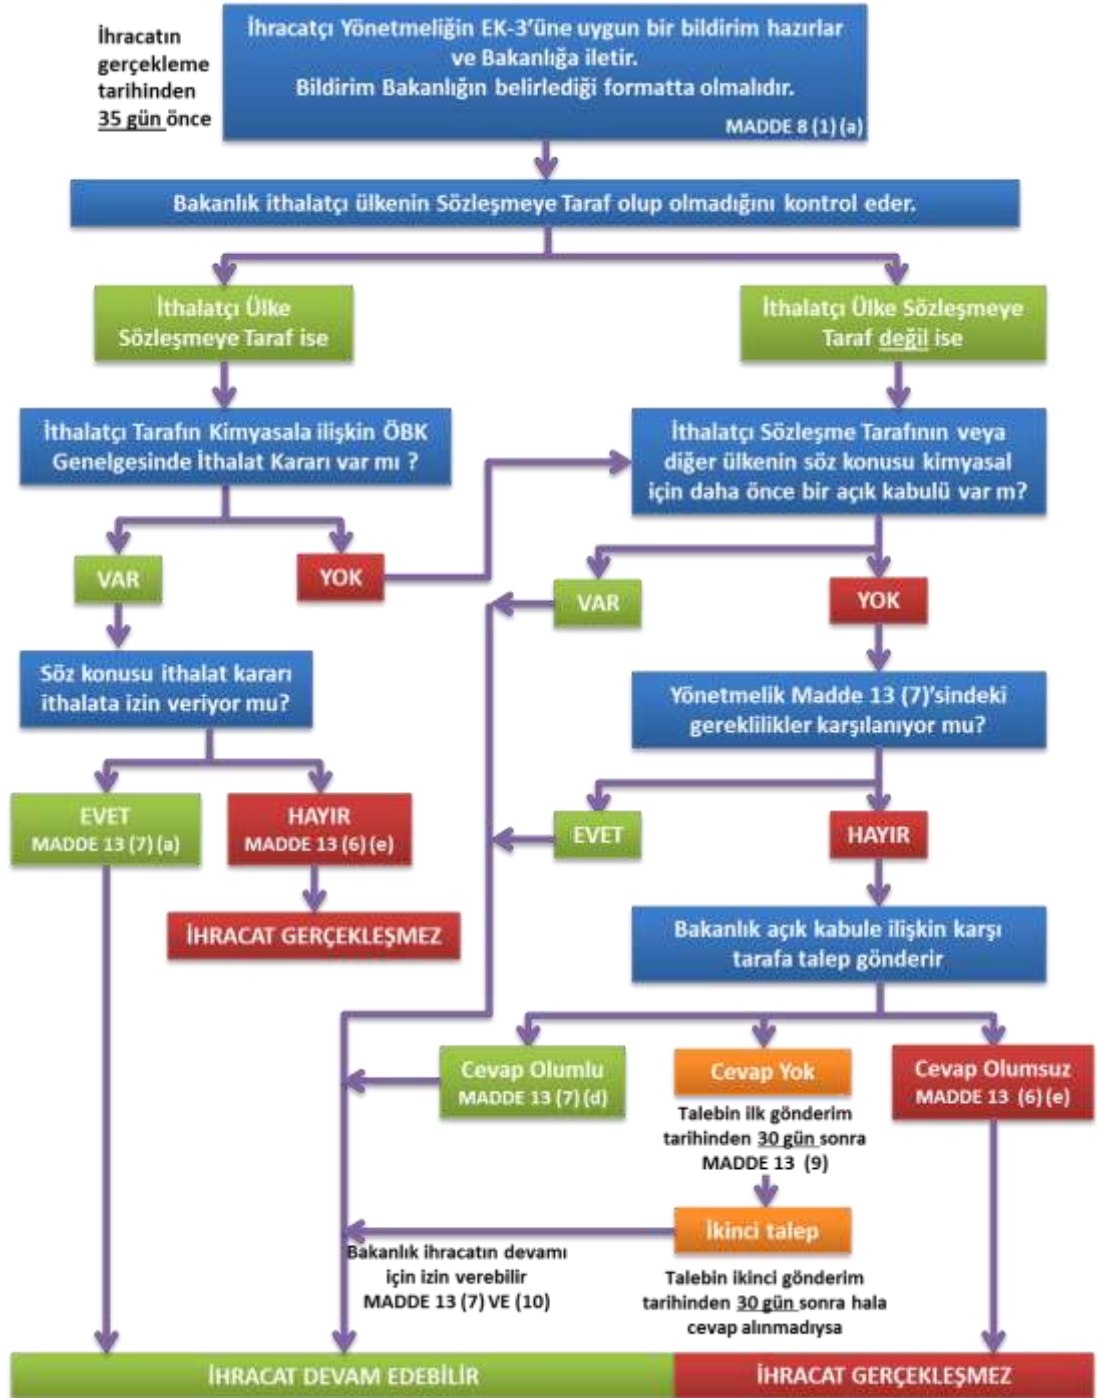 İhracatın
gerçekleme
tarihinden
35 gün önce
İhracatçı Yönetmeliğin EK-3'üne uygun bir bildirim hazırlar
ve Bakanlığa iletir.
Bildirim Bakanlığın belirlediği formatta olmalıdır.
MADDE 8 (1) (a)
Bakanlık ithalatçı ülkenin Sözleşmeye Taraf olup olmadığını kontrol eder.
İthalatçı Ülke
Sözleşmeye Taraf ise
İthalatçı Ülke Sözleşmeye
Taraf değil ise
İthalatçı Tarafın Kimyasala ilişkin ÖBK
Genelgesinde İthalat Kararı var mı ?
İthalatçı Sözleşme Tarafının veya
diğer ülkenin söz konusu kimyasal
için daha önce bir açık kabulü var m?
VAR
YOK
VAR
YOK
Söz konusu ithalat kararı
ithalata izin veriyor mu?
Yönetmelik Madde 13 (7)'sindeki
gereklilikler karşılanıyor mu?
EVET
MADDE 13 (7) (a)
HAYIR
MADDE 13 (6) (e)
EVET
HAYIR
İHRACAT GERÇEKLEŞMEZ
Bakanlık açık kabule ilişkin karşı
tarafa talep gönderir
Cevap Olumlu
MADDE 13 (7) (d)
Cevap Yok
Cevap Olumsuz
MADDE 13 (6) (e)
Talebin ilk gönderim
tarihinden 30 gün sonra
MADDE 13 (9)
İkinci talep
Bakanlık ihracatın devamı
için izin verebilir
MADDE 13 (7) VE (10)
Talebin ikinci gönderim
tarihinden 30 gün sonra hala
cevap alınmadıysa
İHRACAT DEVAM EDEBİLİR
İHRACAT GERÇEKLEŞMEZ